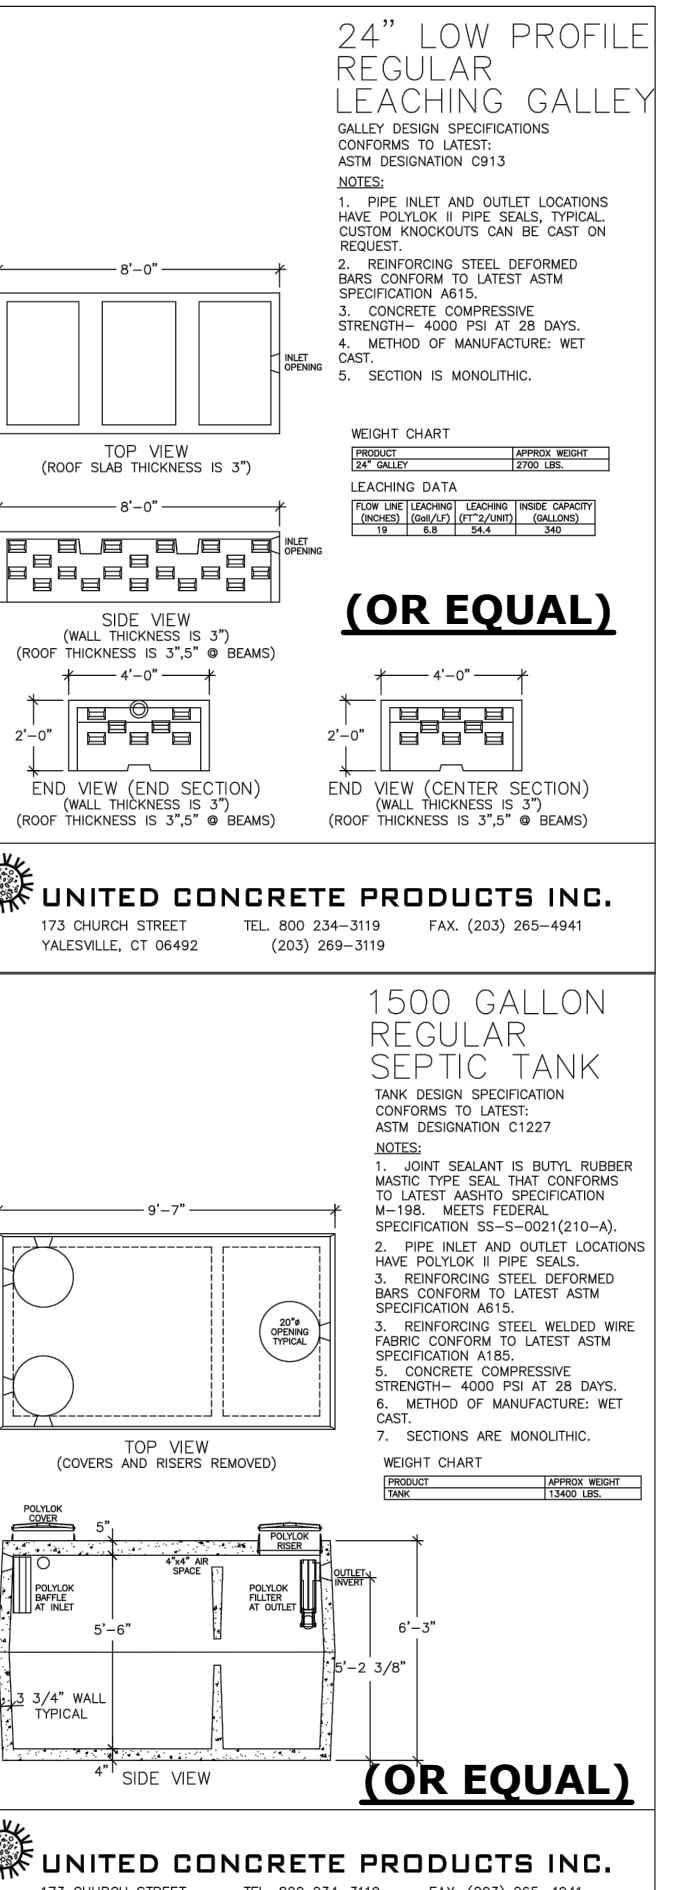 24” LOW PROFILE
REGULAR
LEACHING GALLEY
GALLEY DESIGN SPECIFICATIONS
CONFORMS TO LATEST:
ASTM DESIGNATION C913
NOTES:
1. PIPE INLET AND OUTLET LOCATIONS
HAVE POLYLOK II PIPE SEALS, TYPICAL.
CUSTOM KNOCKOUTS CAN BE CAST ON
REQUEST.
2. REINFORCING STEEL DEFORMED
BARS CONFORM TO LATEST ASTM
SPECIFICATION A615.
3. CONCRETE COMPRESSIVE
STRENGTH– 4000 PSI AT 28 DAYS.
4. METHOD OF MANUFACTURE: WET
CAST.
5. SECTION IS MONOLITHIC.
8’–0”
INLET
OPENING
TOP VIEW
(ROOF SLAB THICKNESS IS 3”)
WEIGHT CHART
PRODUCT APPROX WEIGHT
24” GALLEY 2700 LBS.
LEACHING DATA
FLOW LINE LEACHING LEACHING INSIDE CAPACITY
(INCHES) (Gall/LF) (FT^2/UNIT) (GALLONS)
19 6.8 54.4 340
8’–0”
INLET
OPENING
SIDE VIEW
(WALL THICKNESS IS 3”)
(ROOF THICKNESS IS 3”,5” @ BEAMS)
(OR EQUAL)
4’–0”
2’–0”
END VIEW (END SECTION)
(WALL THICKNESS IS 3”)
(ROOF THICKNESS IS 3”,5” @ BEAMS)
4’–0”
2’–0”
END VIEW (CENTER SECTION)
(WALL THICKNESS IS 3”)
(ROOF THICKNESS IS 3”,5” @ BEAMS)
UNITED CONCRETE PRODUCTS INC.
173 CHURCH STREET TEL. 800 234–3119 FAX. (203) 265–4941
YALESVILLE, CT 06492 (203) 269–3119
1500 GALLON
REGULAR
SEPTIC TANK
TANK DESIGN SPECIFICATION
CONFORMS TO LATEST:
ASTM DESIGNATION C1227
NOTES:
1. JOINT SEALANT IS BUTYL RUBBER
MASTIC TYPE SEAL THAT CONFORMS
TO LATEST AASHTO SPECIFICATION
M–198. MEETS FEDERAL
SPECIFICATION SS–S–0021(210–A).
2. PIPE INLET AND OUTLET LOCATIONS
HAVE POLYLOK II PIPE SEALS.
3. REINFORCING STEEL DEFORMED
BARS CONFORM TO LATEST ASTM
SPECIFICATION A615.
3. REINFORCING STEEL WELDED WIRE
FABRIC CONFORM TO LATEST ASTM
SPECIFICATION A185.
5. CONCRETE COMPRESSIVE
STRENGTH– 4000 PSI AT 28 DAYS.
6. METHOD OF MANUFACTURE: WET
CAST.
7. SECTIONS ARE MONOLITHIC.
9’–7”
20”ø
OPENING
TYPICAL
TOP VIEW
(COVERS AND RISERS REMOVED)
WEIGHT CHART
PRODUCT APPROX WEIGHT
TANK 13400 LBS.
POLYLOK
COVER
5”
POLYLOK
RISER
4”x4” AIR
SPACE
POLYLOK
BAFFLE
AT INLET
POLYLOK
FILLTER
AT OUTLET
OUTLET
INVERT
5’–6”
6’–3”
5’–2 3/8”
3 3/4” WALL
TYPICAL
4”
SIDE VIEW
(OR EQUAL)
UNITED CONCRETE PRODUCTS INC.
173 CHURCH STREET TEL. 800 234–3119 FAX. (203) 265–4941